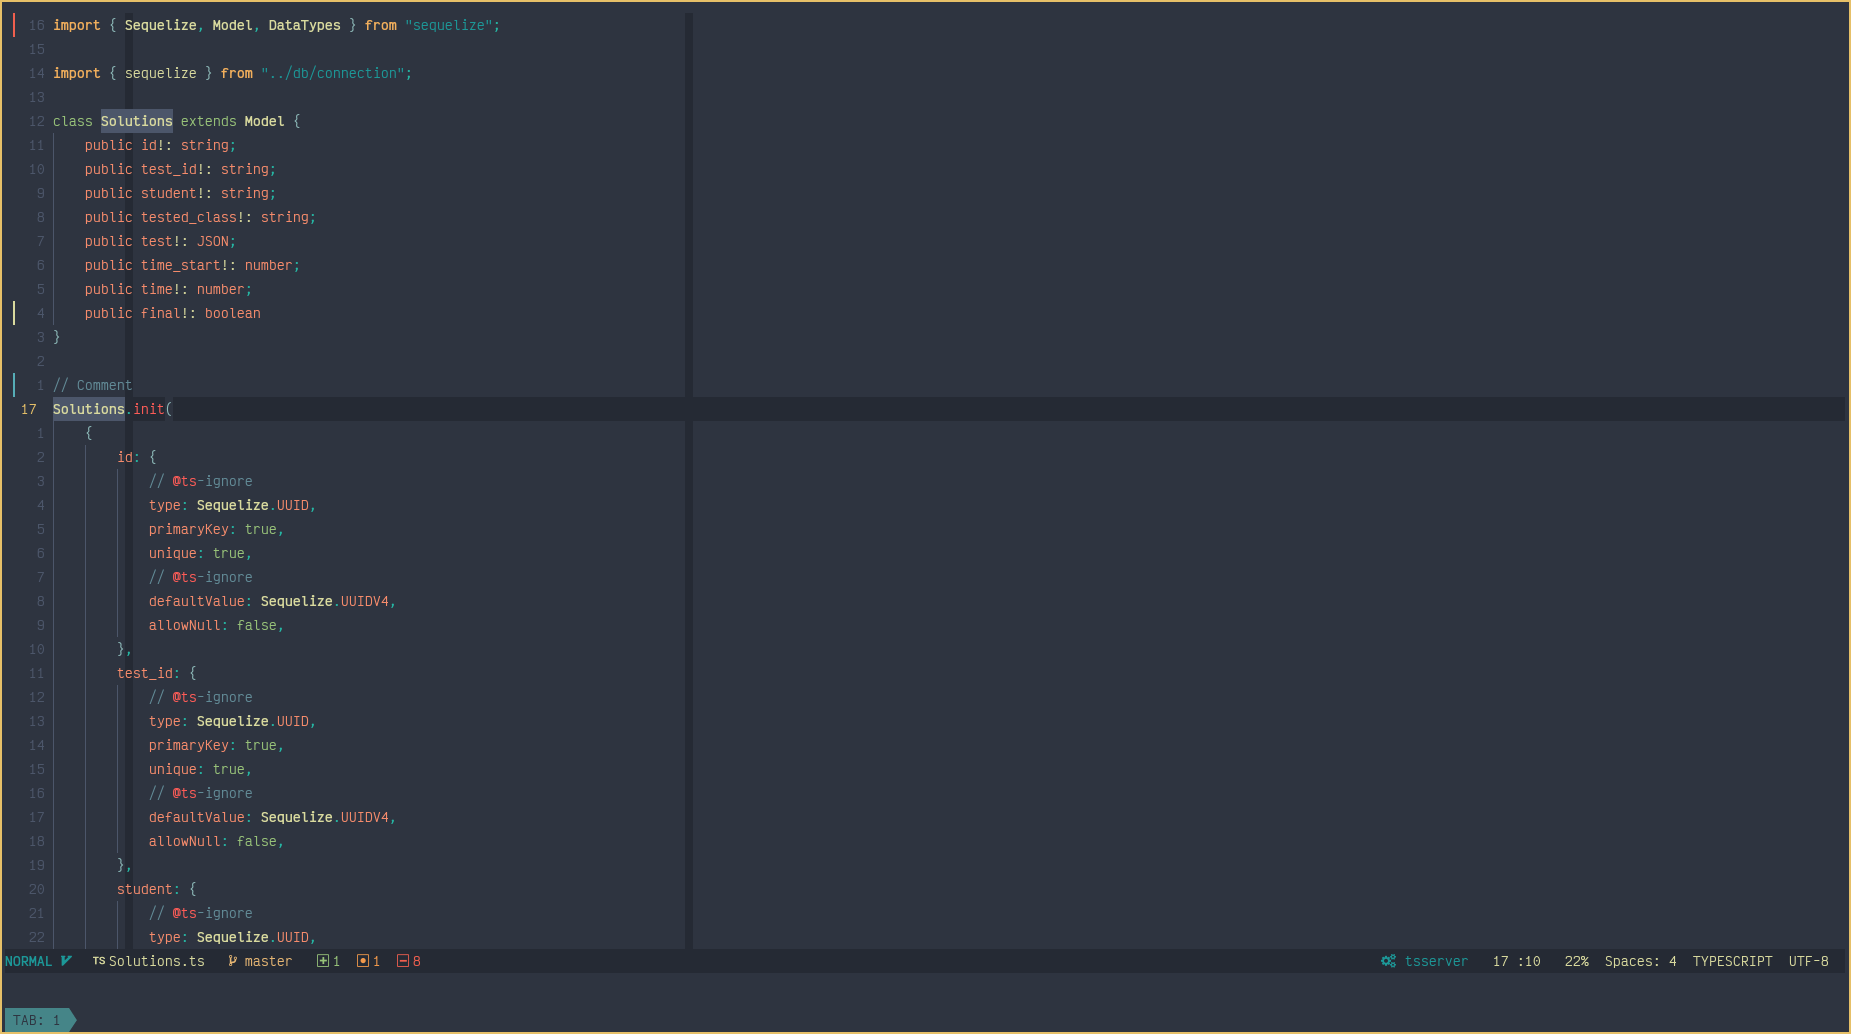 16 import { Sequelize, Model, DataTypes } from "sequelize";
15
14 import { sequelize } from "../db/connection";
13
12 class Solutions extends Model {
11     public id!: string;
10     public test_id!: string;
9     public student!: string;
8     public tested_class!: string;
7     public test!: JSON;
6     public time_start!: number;
5     public time!: number;
4     public final!: boolean
3 }
2
1 // Comment
17 Solutions.init(
1     {
2         id: {
3             // @ts-ignore
4             type: Sequelize.UUID,
5             primaryKey: true,
6             unique: true,
7             // @ts-ignore
8             defaultValue: Sequelize.UUIDV4,
9             allowNull: false,
10         },
11         test_id: {
12             // @ts-ignore
13             type: Sequelize.UUID,
14             primaryKey: true,
15             unique: true,
16             // @ts-ignore
17             defaultValue: Sequelize.UUIDV4,
18             allowNull: false,
19         },
20         student: {
21             // @ts-ignore
22             type: Sequelize.UUID,
NORMAL TS Solutions.ts master 1 1 8 tsserver 17 :10 22% Spaces: 4 TYPESCRIPT UTF-8
TAB: 1